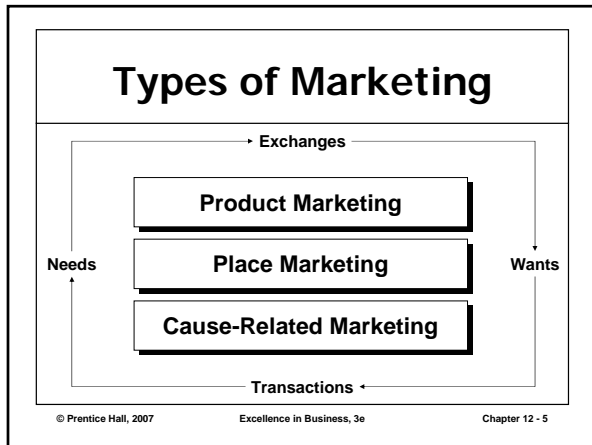 Types of Marketing
Exchanges
Product Marketing
Needs
Place Marketing
Wants
Cause-Related Marketing
Transactions
© Prentice Hall, 2007 Excellence in Business, 3e Chapter 12 - 5